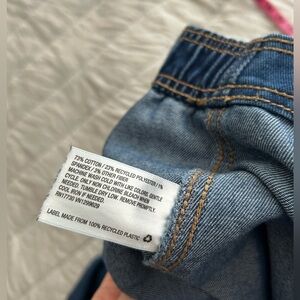 73% COTTON / 23% RECYCLED POLYESTER / 1%
SPANDEX / 3% OTHER FIBER
MACHINE WASH COLD WITH LIKE COLORS, GENTLE
CYCLE. ONLY NON CHLORINE BLEACH WHEN
NEEDED. TUMBLE DRY LOW. REMOVE PROMPTLY.
COOL IRON IF NEEDED.
RN17730 VN1299629
LABEL MADE FROM 100% RECYCLED PLASTIC